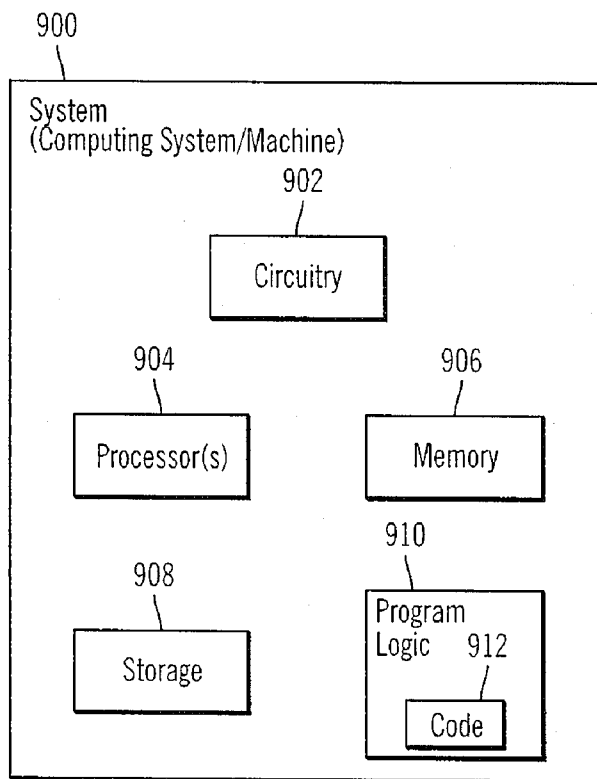 900
System
(Computing System/Machine)
902
Circuitry
904
906
Processor(s)
Memory
910
908
Program
Logic
912
Storage
Code